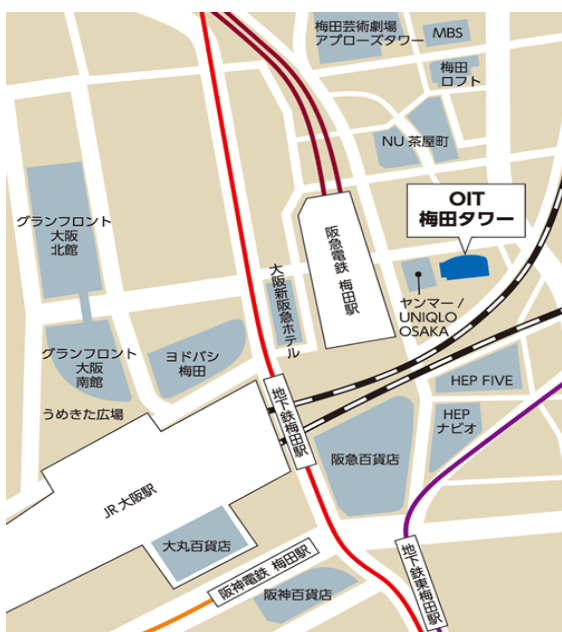 梅田芸術劇場
アプローズタワー
MBS
梅田
ロフト
NU 茶屋町
OIT
梅田タワー
グランフロント
大阪
北館
阪急電鉄 梅田駅
大阪新阪急ホテル
ヤンマー /
UNIQLO
OSAKA
グランフロント
大阪
南館
ヨドバシ
梅田
HEP FIVE
うめきた広場
地下鉄梅田駅
HEP
ナビオ
阪急百貨店
JR 大阪駅
大丸百貨店
阪神電鉄 梅田駅
地下鉄東梅田駅
阪神百貨店